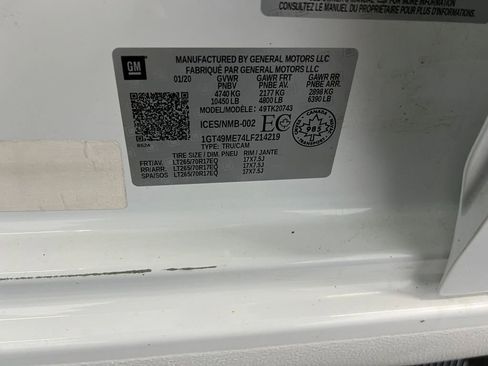 CONSULTEZ LE MANUEL DU PROPRIÉTAIRE POUR
GM
MANUFACTURED BY GENERAL MOTORS LLC
FABRIQUÉ PAR GENERAL MOTORS LLC
01/20 GVWR GAWR FRT GAWR RR
PNBV PNBE AV. PNBE ARR.
4740 KG 2177 KG 2898 KG
10450 LB 4800 LB 6390 LB
MODEL/MODÈLE: 49TK20743
ICES/NMB-002 EC
CANADA
985
1GT49ME74LF214219
TYPE: TRU/CAM
TIRE SIZE / DIM. PNEU RIM / JANTE
FRT/AV. LT265/70R17EQ 17X7.5J
RR/ARR. LT265/70R17EQ 17X7.5J
SPA/SOS LT265/70R17EQ 17X7.5J